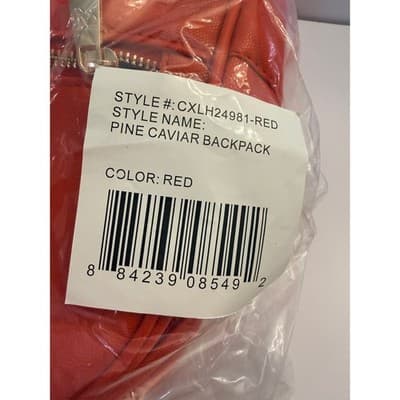 STYLE #: CXLH24981-RED
STYLE NAME:
PINE CAVIAR BACKPACK
COLOR: RED
8 84239 08549 2